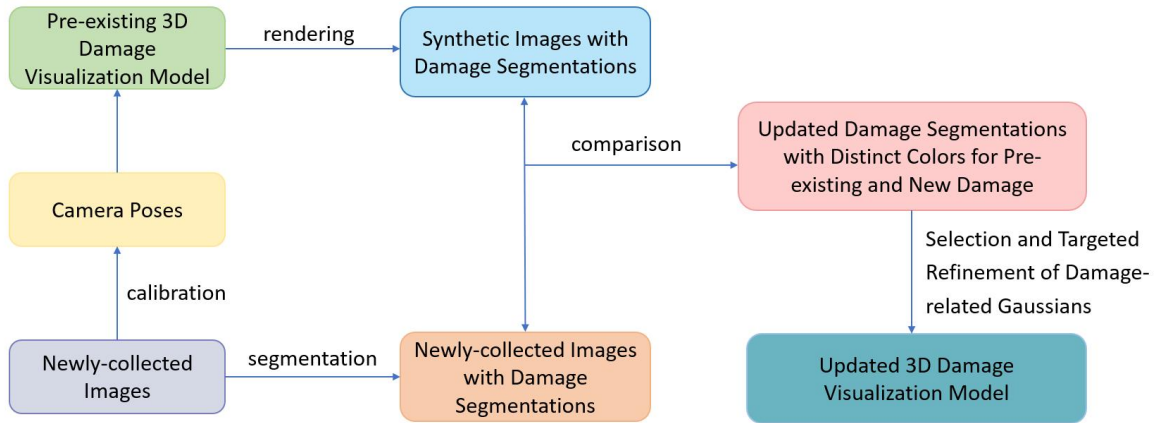 Pre-existing 3D
Damage
Visualization Model
rendering
Synthetic Images with
Damage Segmentations
comparison
Updated Damage Segmentations
with Distinct Colors for Pre-
existing and New Damage
Camera Poses
calibration
Selection and Targeted
Refinement of Damage-
related Gaussians
Newly-collected
Images
segmentation
Newly-collected Images
with Damage
Segmentations
Updated 3D Damage
Visualization Model